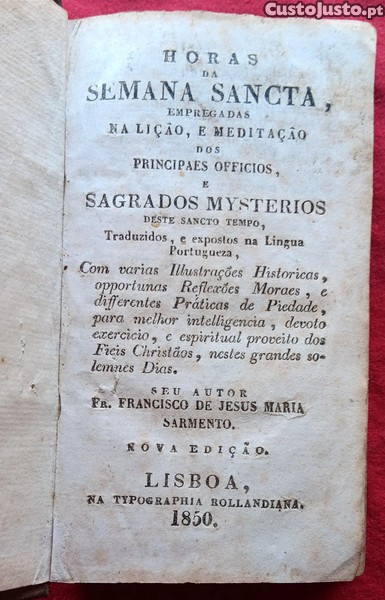 CustoJusto.pt
HORAS
DA
SEMANA SANCTA,
EMPREGADAS
NA LIÇÃO, E MEDITAÇÃO
DOS
PRINCIPAES OFFICIOS,
E
SAGRADOS MYSTERIOS
DESTE SANCTO TEMPO,
Traduzidos, e expostos na Lingua
Portugueza,
Com varias Illustrações Historicas,
opportunas Reflexões Moraes, e
differentes Práticas de Piedade,
para melhor intelligencia, devoto
exercicio, e espiritual proveito dos
Fieis Christãos, nestes grandes so-
lemnes Dias.
SEU AUTOR
FR. FRANCISCO DE JESUS MARIA
SARMENTO.
NOVA EDIÇÃO.
LISBOA,
NA TYPOGRAPHIA ROLLANDIANA.
1850.